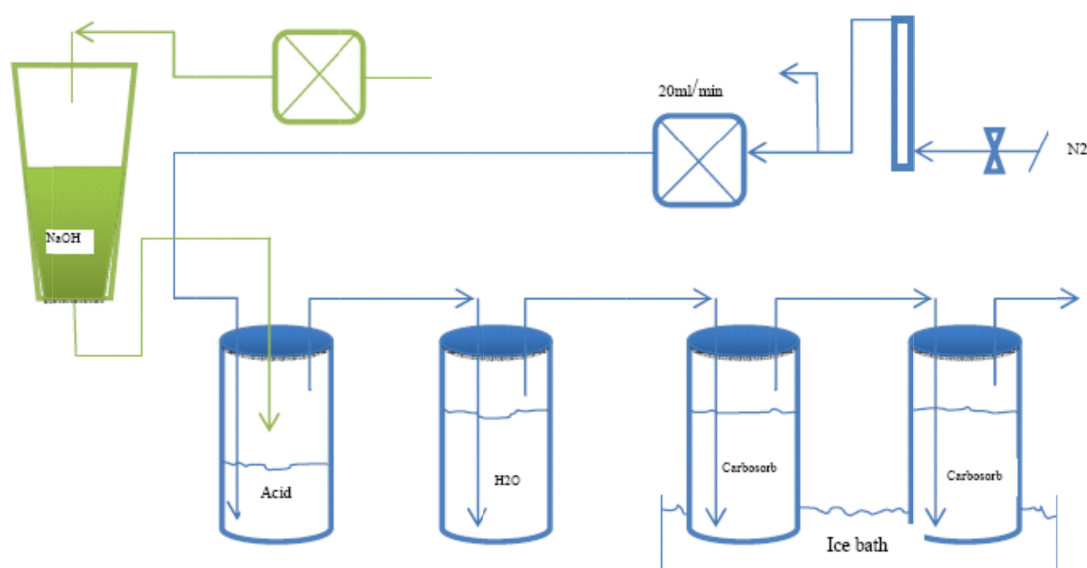 20ml/min
N2
NaOH
Acid
H2O
Carbosorb
Carbosorb
Ice bath